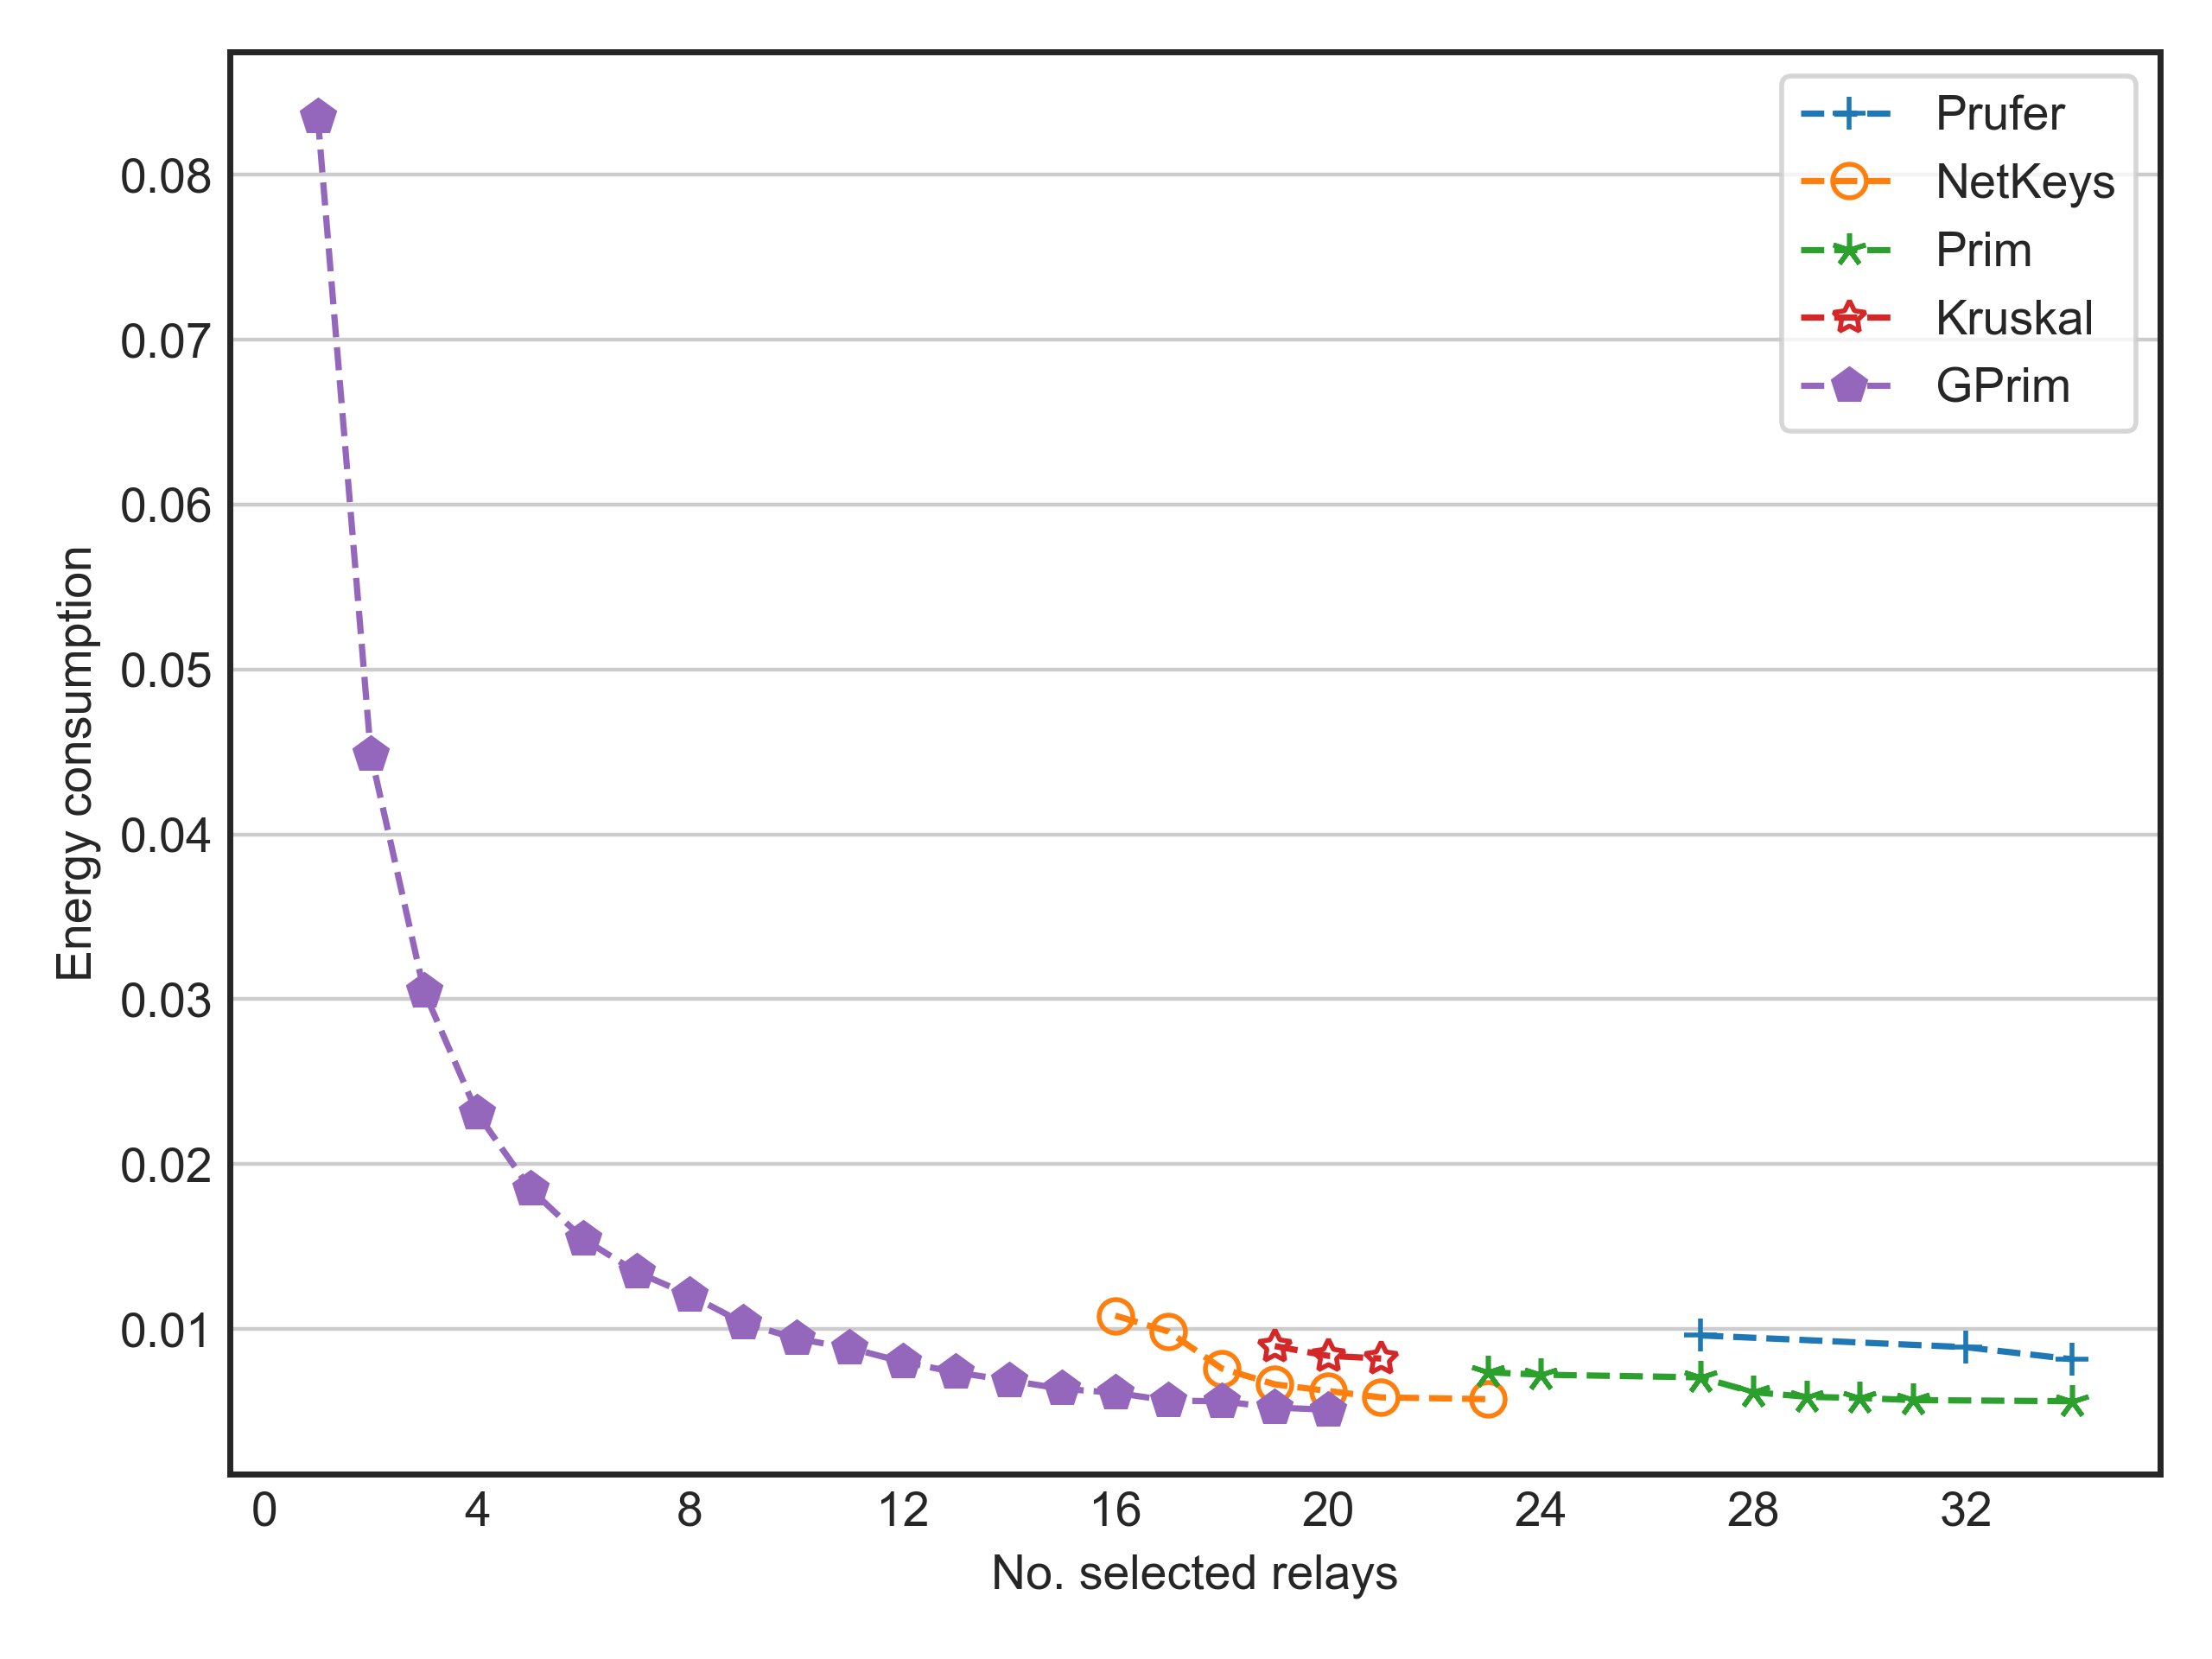 Prufer
NetKeys
Prim
Kruskal
GPrim
Energy consumption
0.08
0.07
0.06
0.05
0.04
0.03
0.02
0.01
0 4 8 12 16 20 24 28 32
No. selected relays